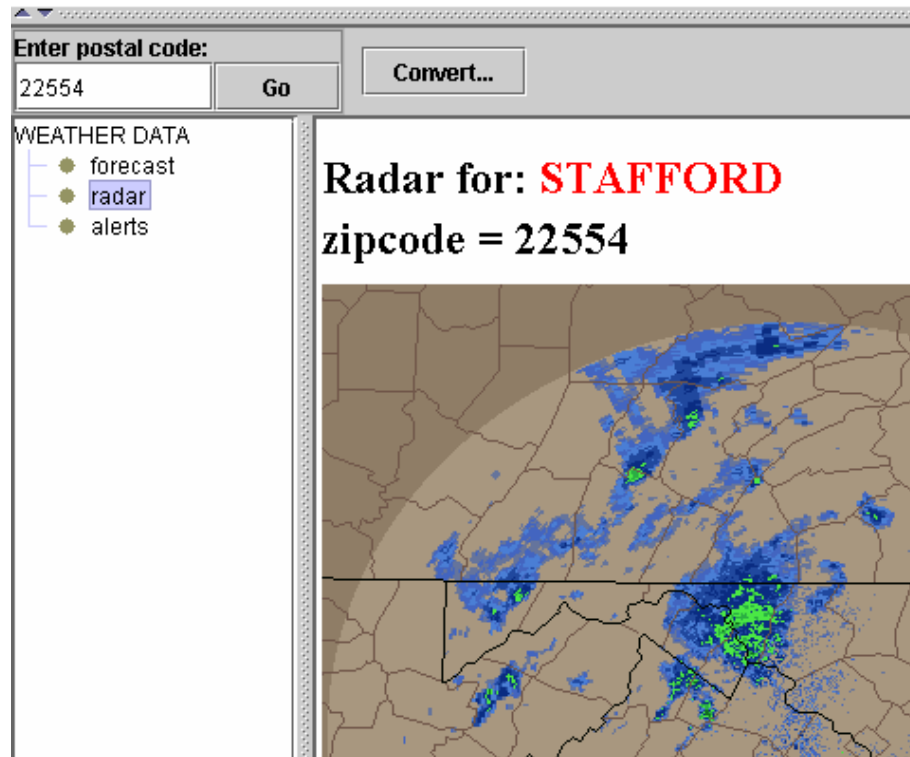 Enter postal code:
22554
Go
Convert...
WEATHER DATA
forecast
radar
alerts
Radar for: STAFFORD
zipcode = 22554